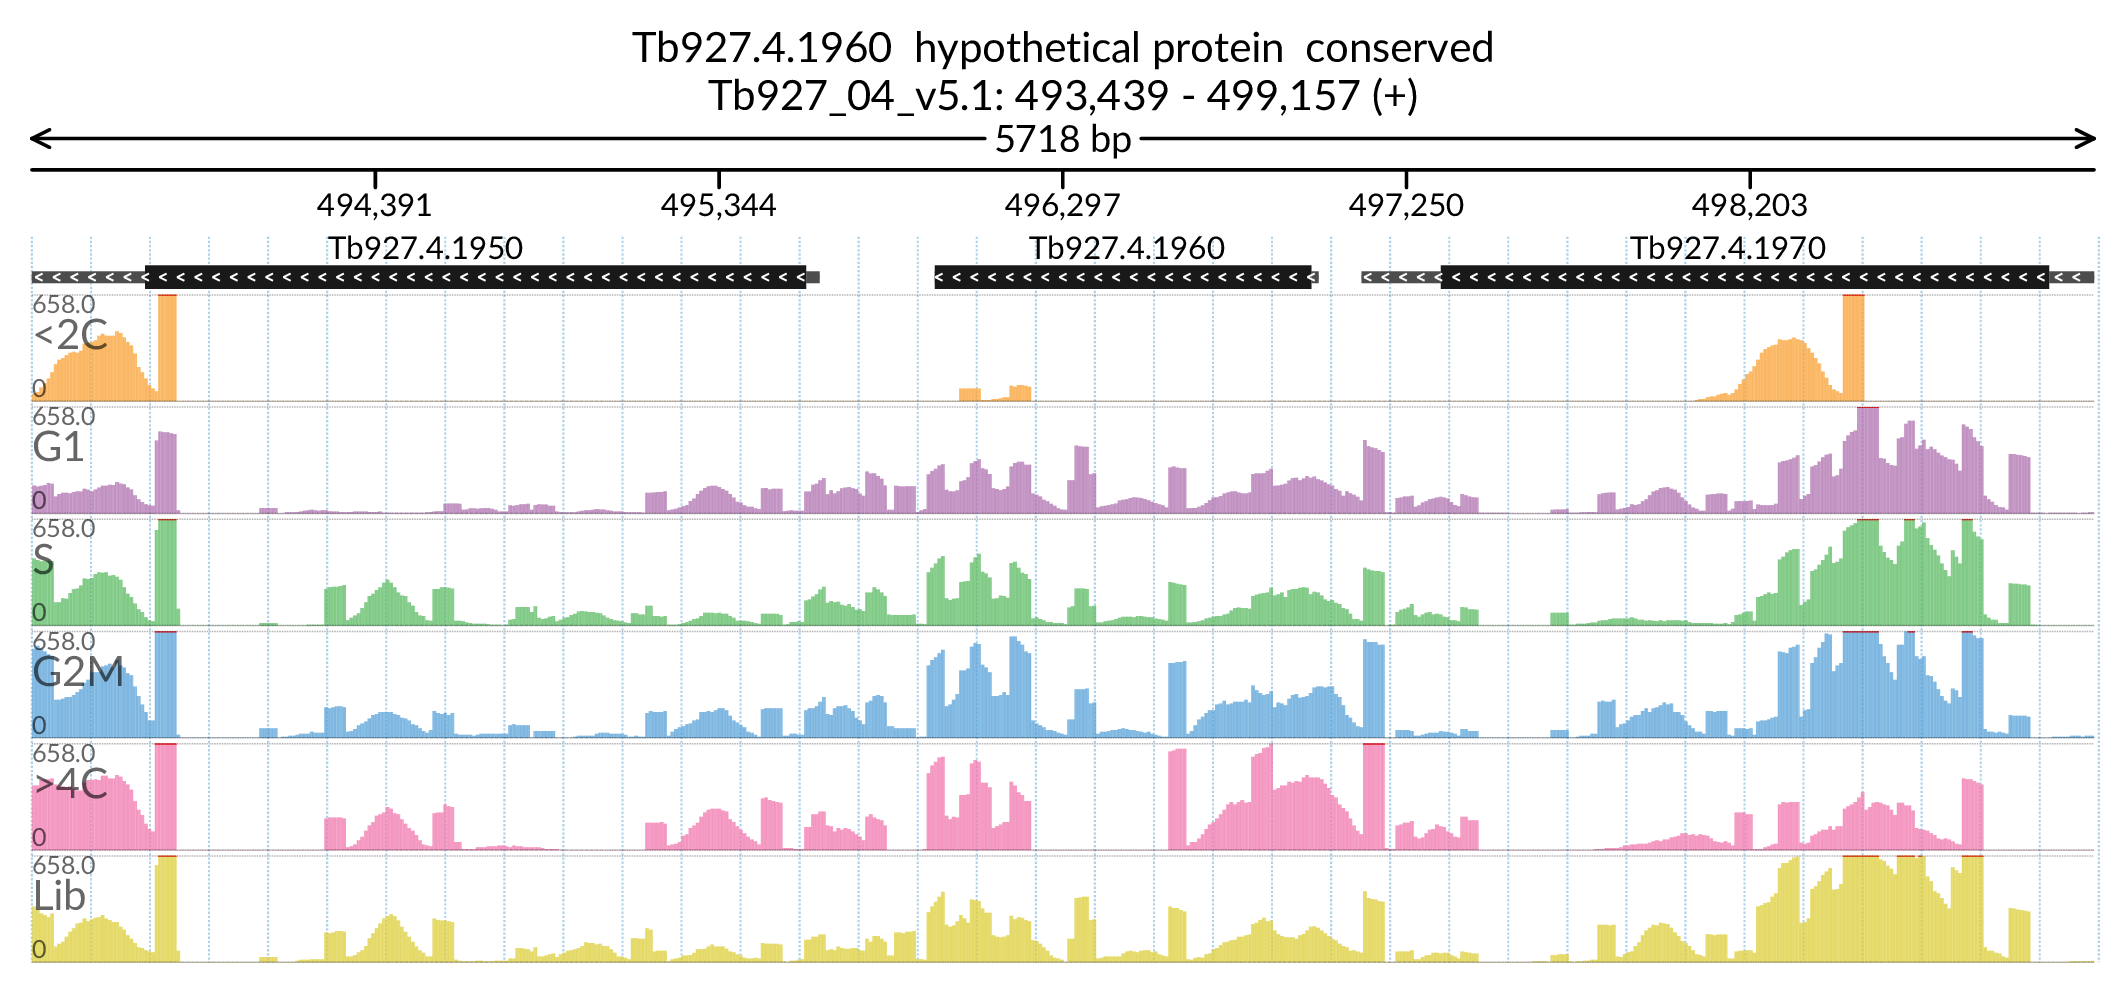 Tb927.4.1960  hypothetical protein  conserved
Tb927_04_v5.1: 493,439 - 499,157 (+)
5718 bp
494,391 495,344 496,297 497,250 498,203
Tb927.4.1950 Tb927.4.1960 Tb927.4.1970
658.0
<2C
0
658.0
G1
0
658.0
S
0
658.0
G2M
0
658.0
>4C
0
658.0
Lib
0